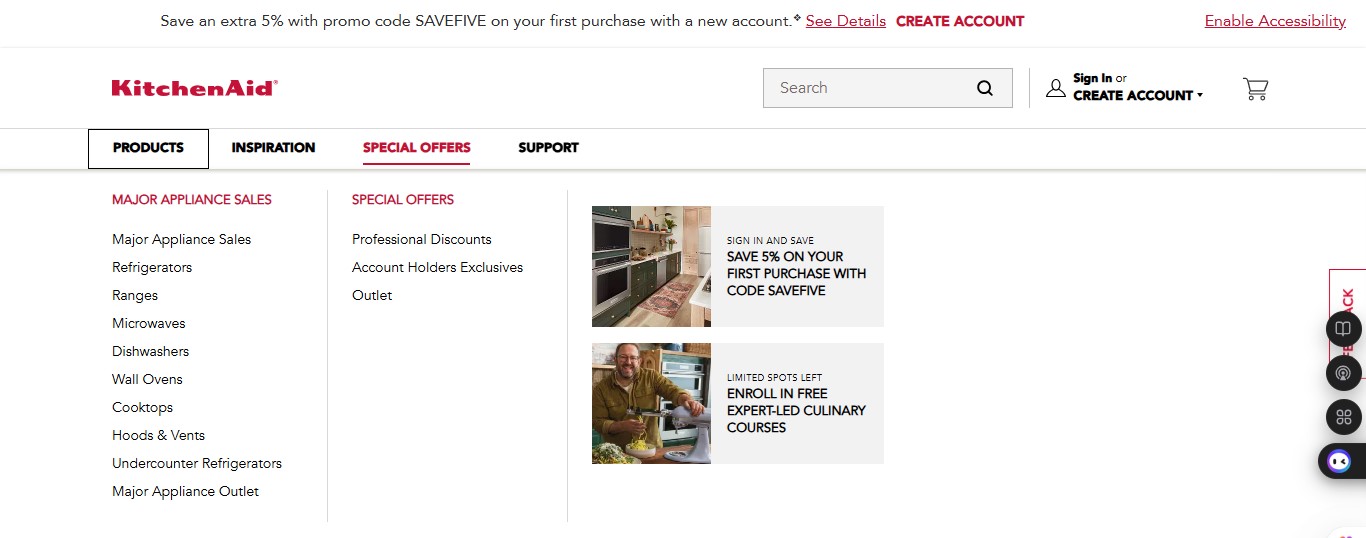 Save an extra 5% with promo code SAVEFIVE on your first purchase with a new account.❖ See Details CREATE ACCOUNT
Enable Accessibility
KitchenAid®
Search
Sign In or
CREATE ACCOUNT
PRODUCTS
INSPIRATION
SPECIAL OFFERS
SUPPORT
MAJOR APPLIANCE SALES
Major Appliance Sales
Refrigerators
Ranges
Microwaves
Dishwashers
Wall Ovens
Cooktops
Hoods & Vents
Undercounter Refrigerators
Major Appliance Outlet
SPECIAL OFFERS
Professional Discounts
Account Holders Exclusives
Outlet
SIGN IN AND SAVE
SAVE 5% ON YOUR
FIRST PURCHASE WITH
CODE SAVEFIVE
LIMITED SPOTS LEFT
ENROLL IN FREE
EXPERT-LED CULINARY
COURSES